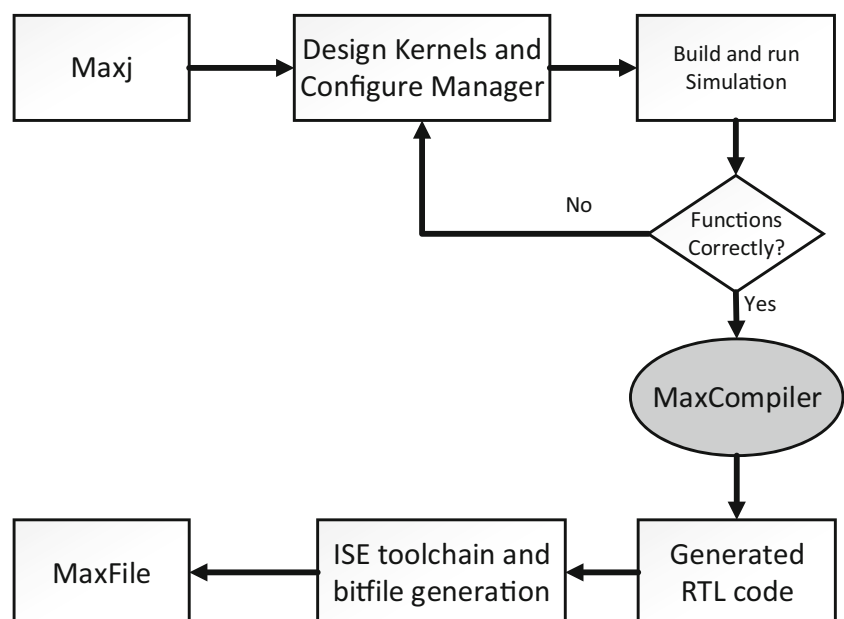 Maxj
Design Kernels and
Configure Manager
Build and run
Simulation
No
Functions
Correctly?
Yes
MaxCompiler
MaxFile
ISE toolchain and
bitfile generation
Generated
RTL code